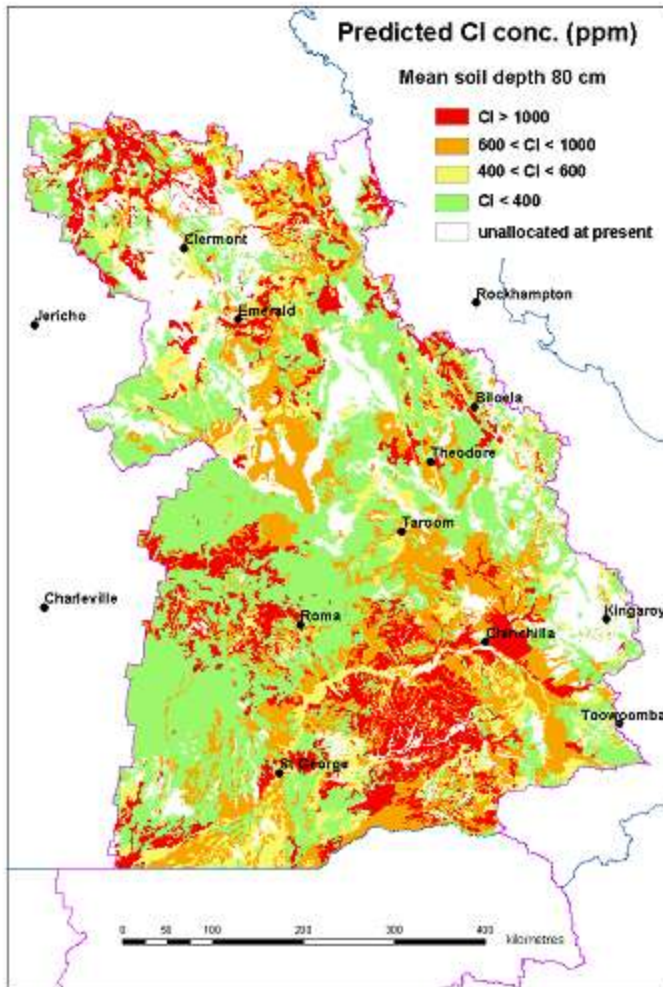 Predicted Cl conc. (ppm)
Mean soil depth 80 cm
Cl > 1000
600 < Cl < 1000
400 < Cl < 600
Cl < 400
unallocated at present
Clermont
Rockhampton
Jericho
Emerald
Biloela
Theodore
Taroom
Charleville
Roma
Kingaroy
Chinchilla
Toowoomba
St George
0 50 100 200 300 400
kilometres